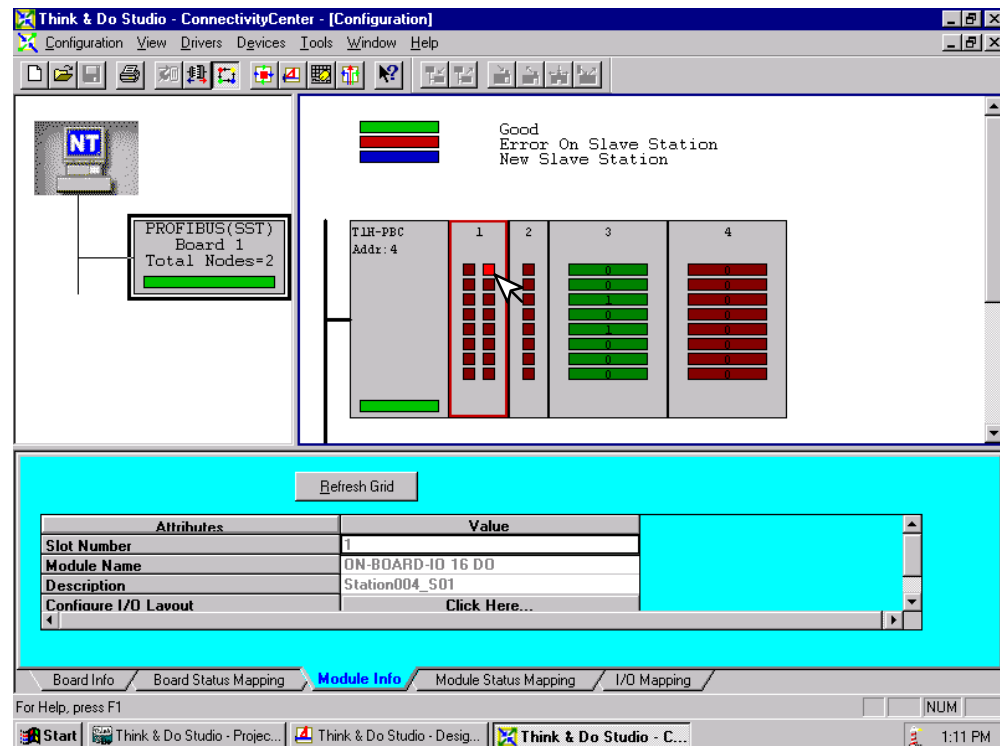 Think & Do Studio - ConnectivityCenter - [Configuration]
Configuration View Drivers Devices Tools Window Help
NT
PROFIBUS(SST)
Board 1
Total Nodes=2
Good
Error On Slave Station
New Slave Station
T1H-PBC 1 2 3 4
Addr:4
0 0
0 0
1 0
0 0
1 0
0 0
0 0
0 0
Refresh Grid
Attributes Value
Slot Number 1
Module Name ON-BOARD-IO 16 DO
Description Station004_S01
Configure I/O Layout Click Here...
Board Info Board Status Mapping Module Info Module Status Mapping I/O Mapping
For Help, press F1 NUM
Start Think & Do Studio - Projec... Think & Do Studio - Desig... Think & Do Studio - C... 1:11 PM